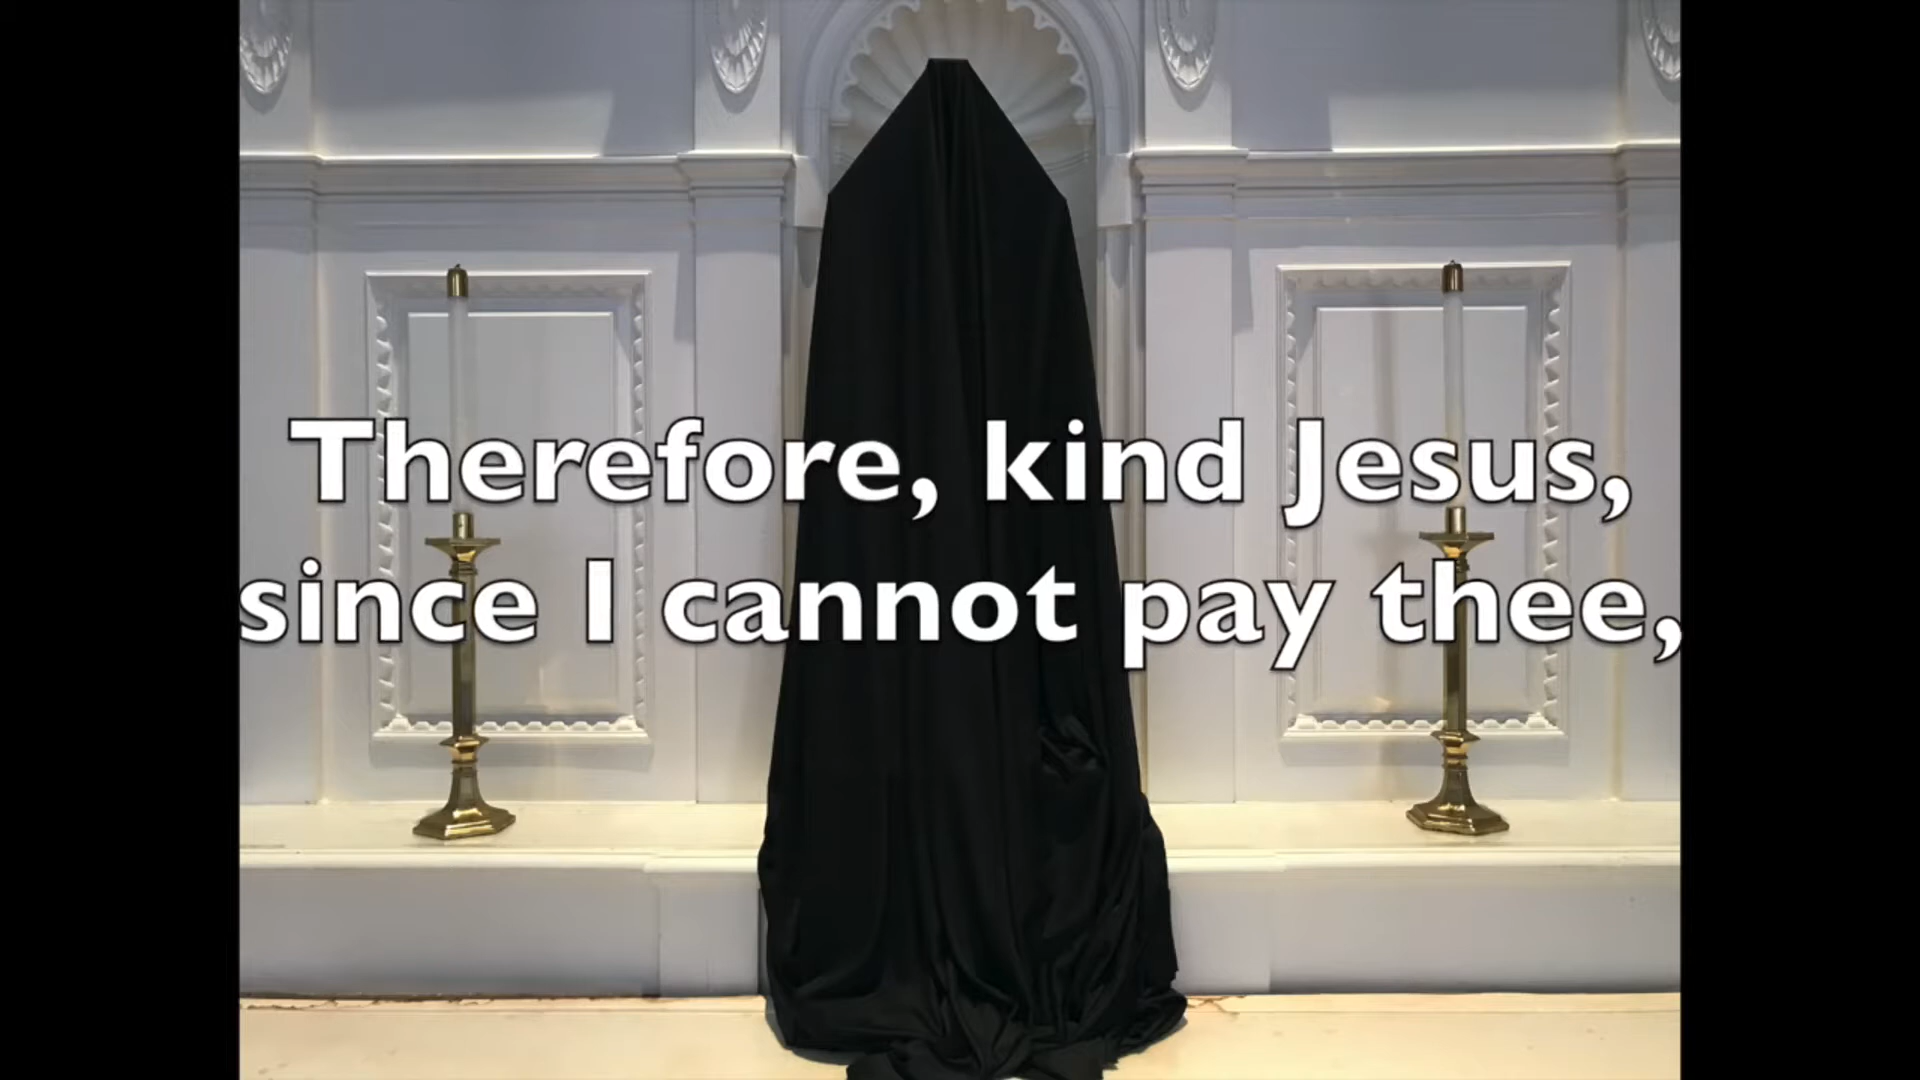 Therefore, kind Jesus,
since I cannot pay thee,